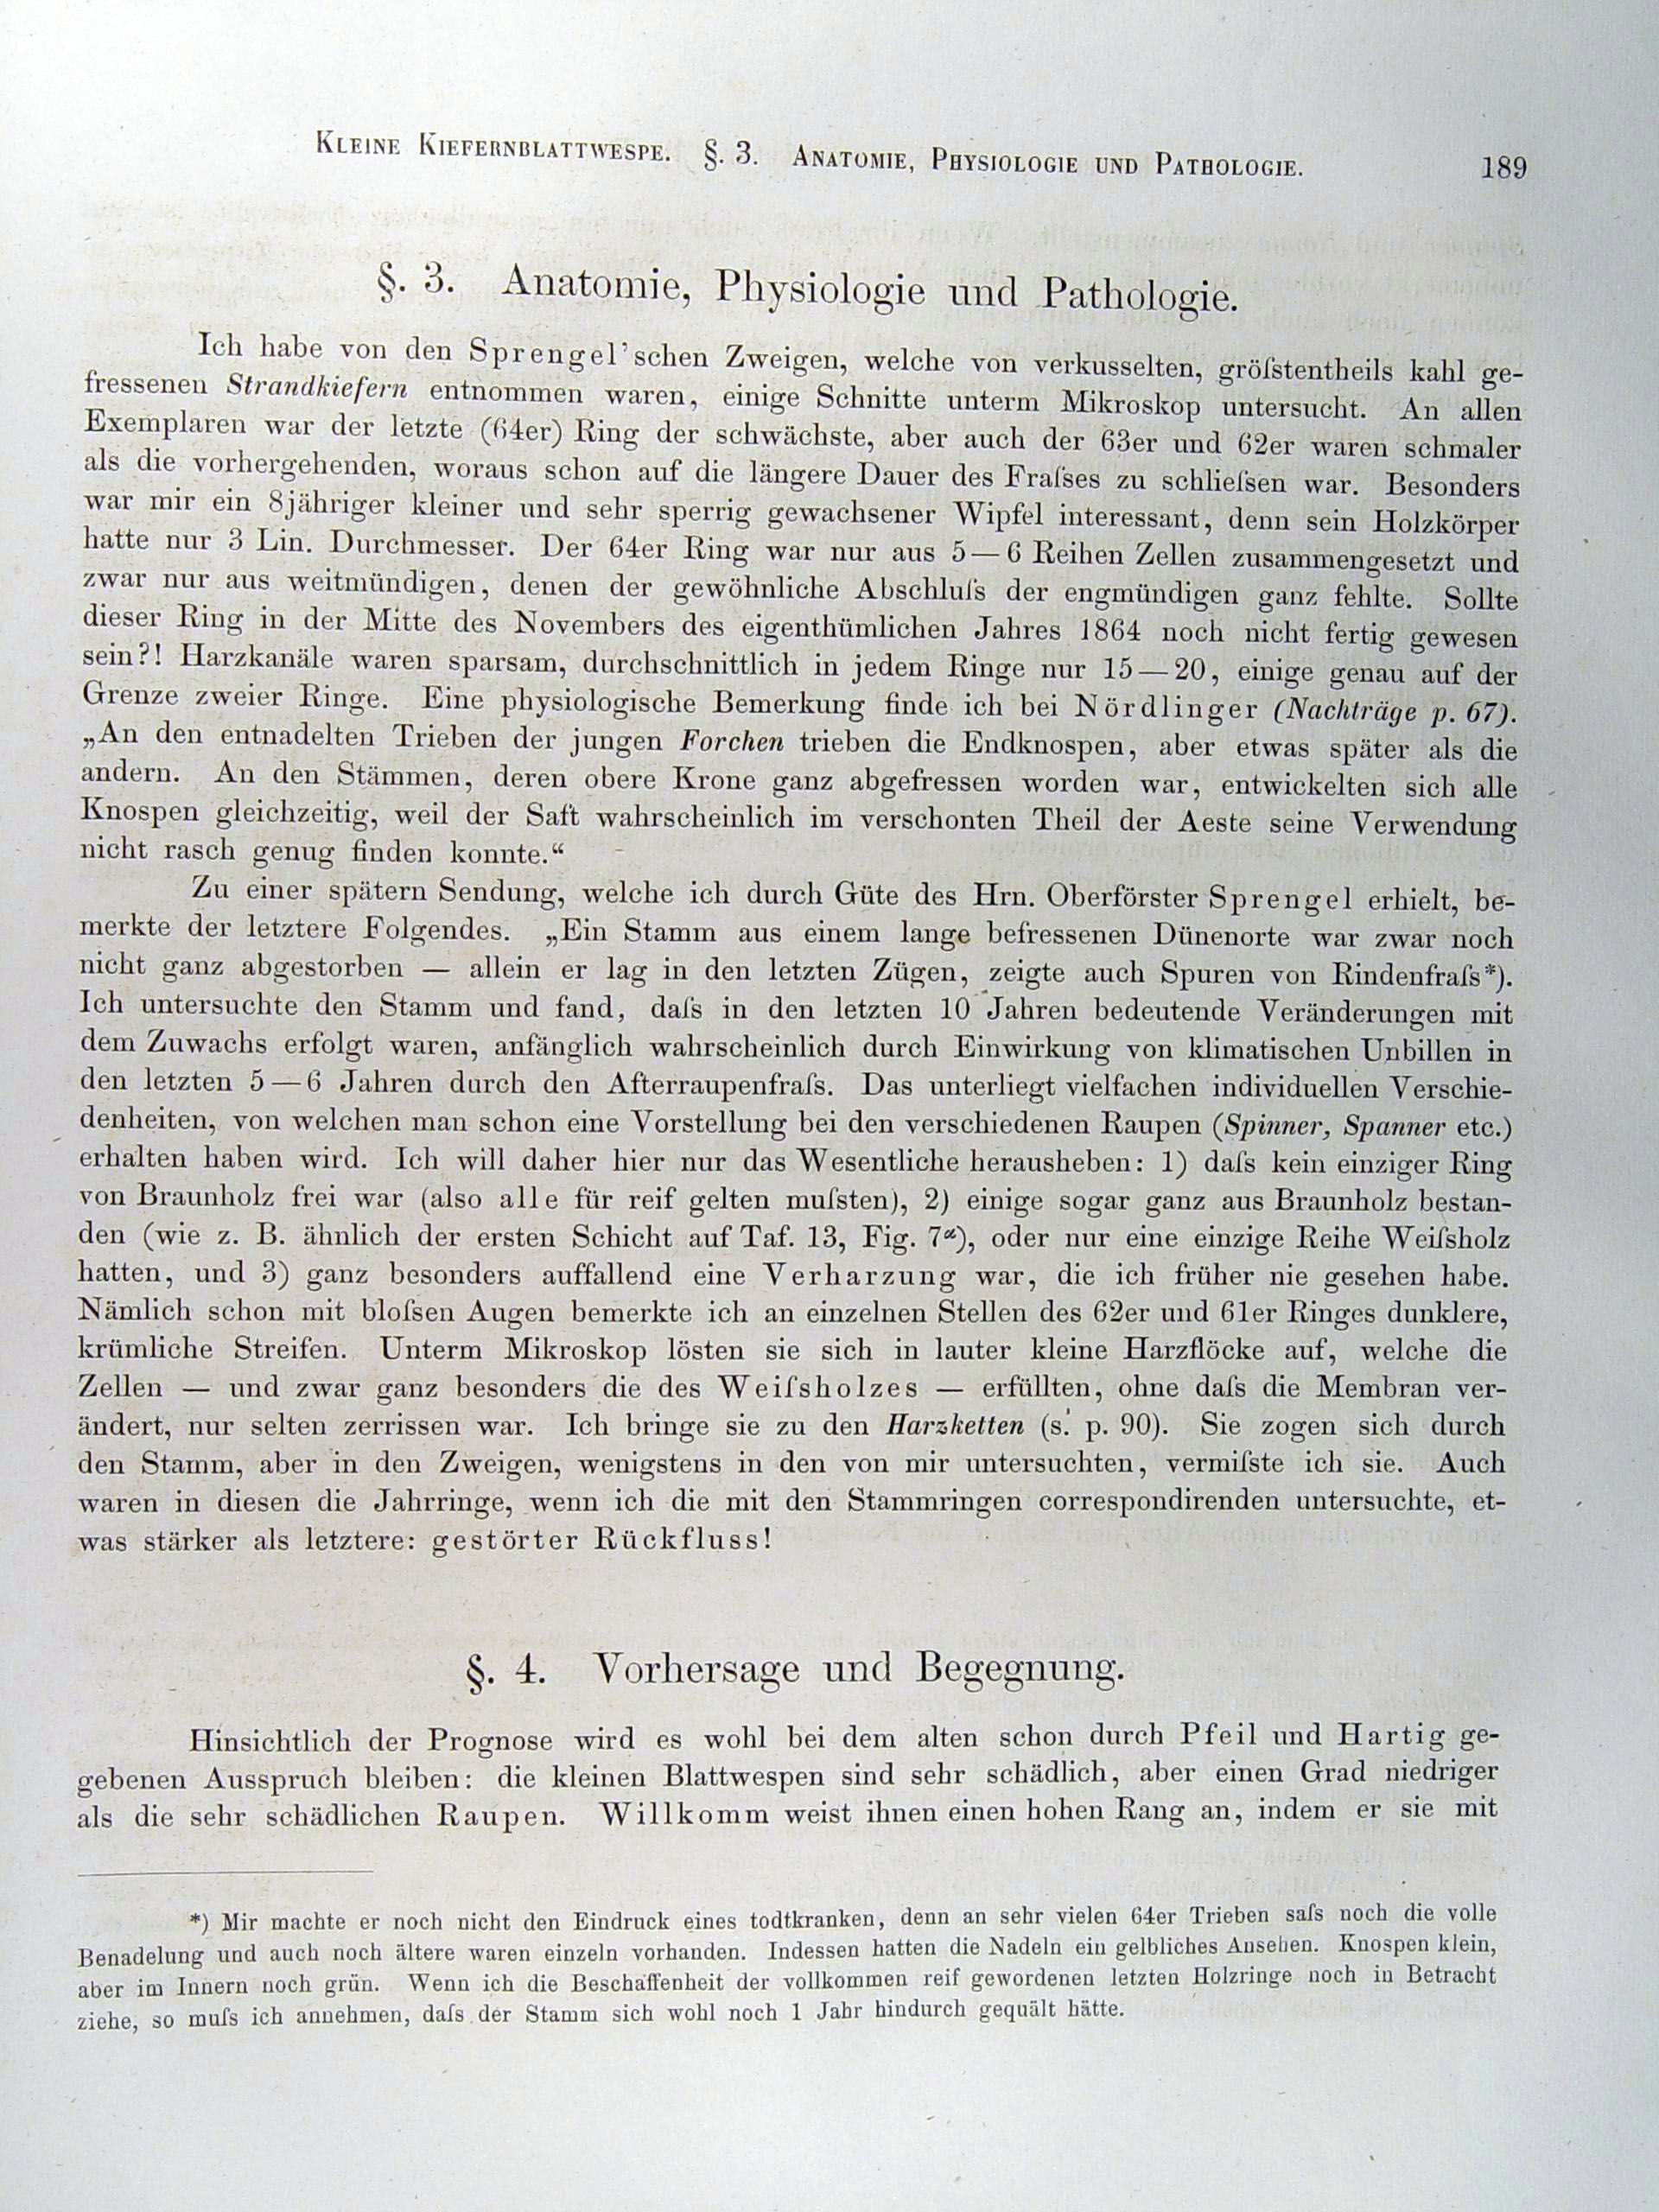 Kleine Kiefernblattwespe. §. 3. Anatomie, Physiologie und Pathologie. 189
§. 3. Anatomie, Physiologie und Pathologie.
Ich habe von den Sprengel'schen Zweigen, welche von verkusselten, gröſstentheils kahl ge-
fressenen Strandkiefern entnommen waren, einige Schnitte unterm Mikroskop untersucht. An allen
Exemplaren war der letzte (64er) Ring der schwächste, aber auch der 63er und 62er waren schmaler
als die vorhergehenden, woraus schon auf die längere Dauer des Fraſses zu schlieſsen war. Besonders
war mir ein 8jähriger kleiner und sehr sperrig gewachsener Wipfel interessant, denn sein Holzkörper
hatte nur 3 Lin. Durchmesser. Der 64er Ring war nur aus 5—6 Reihen Zellen zusammengesetzt und
zwar nur aus weitmündigen, denen der gewöhnliche Abschluſs der engmündigen ganz fehlte. Sollte
dieser Ring in der Mitte des Novembers des eigenthümlichen Jahres 1864 noch nicht fertig gewesen
sein?! Harzkanäle waren sparsam, durchschnittlich in jedem Ringe nur 15—20, einige genau auf der
Grenze zweier Ringe. Eine physiologische Bemerkung finde ich bei Nördlinger (Nachträge p. 67).
„An den entnadelten Trieben der jungen Forchen trieben die Endknospen, aber etwas später als die
andern. An den Stämmen, deren obere Krone ganz abgefressen worden war, entwickelten sich alle
Knospen gleichzeitig, weil der Saft wahrscheinlich im verschonten Theil der Aeste seine Verwendung
nicht rasch genug finden konnte.“
Zu einer spätern Sendung, welche ich durch Güte des Hrn. Oberförster Sprengel erhielt, be-
merkte der letztere Folgendes. „Ein Stamm aus einem lange befressenen Dünenorte war zwar noch
nicht ganz abgestorben — allein er lag in den letzten Zügen, zeigte auch Spuren von Rindenfraſs*).
Ich untersuchte den Stamm und fand, daſs in den letzten 10 Jahren bedeutende Veränderungen mit
dem Zuwachs erfolgt waren, anfänglich wahrscheinlich durch Einwirkung von klimatischen Unbillen in
den letzten 5—6 Jahren durch den Afterraupenfraſs. Das unterliegt vielfachen individuellen Verschie-
denheiten, von welchen man schon eine Vorstellung bei den verschiedenen Raupen (Spinner, Spanner etc.)
erhalten haben wird. Ich will daher hier nur das Wesentliche herausheben: 1) daſs kein einziger Ring
von Braunholz frei war (also alle für reif gelten muſsten), 2) einige sogar ganz aus Braunholz bestan-
den (wie z. B. ähnlich der ersten Schicht auf Taf. 13, Fig. 7α), oder nur eine einzige Reihe Weiſsholz
hatten, und 3) ganz besonders auffallend eine Verharzung war, die ich früher nie gesehen habe.
Nämlich schon mit bloſsen Augen bemerkte ich an einzelnen Stellen des 62er und 61er Ringes dunklere,
krümliche Streifen. Unterm Mikroskop lösten sie sich in lauter kleine Harzflöcke auf, welche die
Zellen — und zwar ganz besonders die des Weiſsholzes — erfüllten, ohne daſs die Membran ver-
ändert, nur selten zerrissen war. Ich bringe sie zu den Harzketten (s. p. 90). Sie zogen sich durch
den Stamm, aber in den Zweigen, wenigstens in den von mir untersuchten, vermiſste ich sie. Auch
waren in diesen die Jahrringe, wenn ich die mit den Stammringen correspondirenden untersuchte, et-
was stärker als letztere: gestörter Rückfluss!
§. 4. Vorhersage und Begegnung.
Hinsichtlich der Prognose wird es wohl bei dem alten schon durch Pfeil und Hartig ge-
gebenen Ausspruch bleiben: die kleinen Blattwespen sind sehr schädlich, aber einen Grad niedriger
als die sehr schädlichen Raupen. Willkomm weist ihnen einen hohen Rang an, indem er sie mit
*) Mir machte er noch nicht den Eindruck eines todtkranken, denn an sehr vielen 64er Trieben saſs noch die volle
Benadelung und auch noch ältere waren einzeln vorhanden. Indessen hatten die Nadeln ein gelbliches Ansehen. Knospen klein,
aber im Innern noch grün. Wenn ich die Beschaffenheit der vollkommen reif gewordenen letzten Holzringe noch in Betracht
ziehe, so muſs ich annehmen, daſs der Stamm sich wohl noch 1 Jahr hindurch gequält hätte.